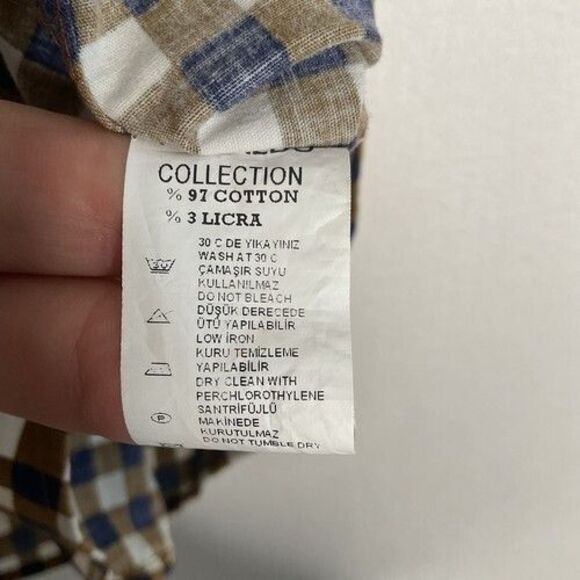 COLLECTION
% 97 COTTON
% 3 LICRA
30 C DE YIKAYINIZ
WASH AT 30 C
ÇAMAŞIR SUYU
KULLANILMAZ
DO NOT BLEACH
DÜŞÜK DERECEDE
ÜTÜ YAPILABİLİR
LOW IRON
KURU TEMİZLEME
YAPILABİLİR
DRY CLEAN WITH
PERCHLOROTHYLENE
SANTRİFÜJLÜ
P MAKİNEDE
KURUTULMAZ
DO NOT TUMBLE DRY